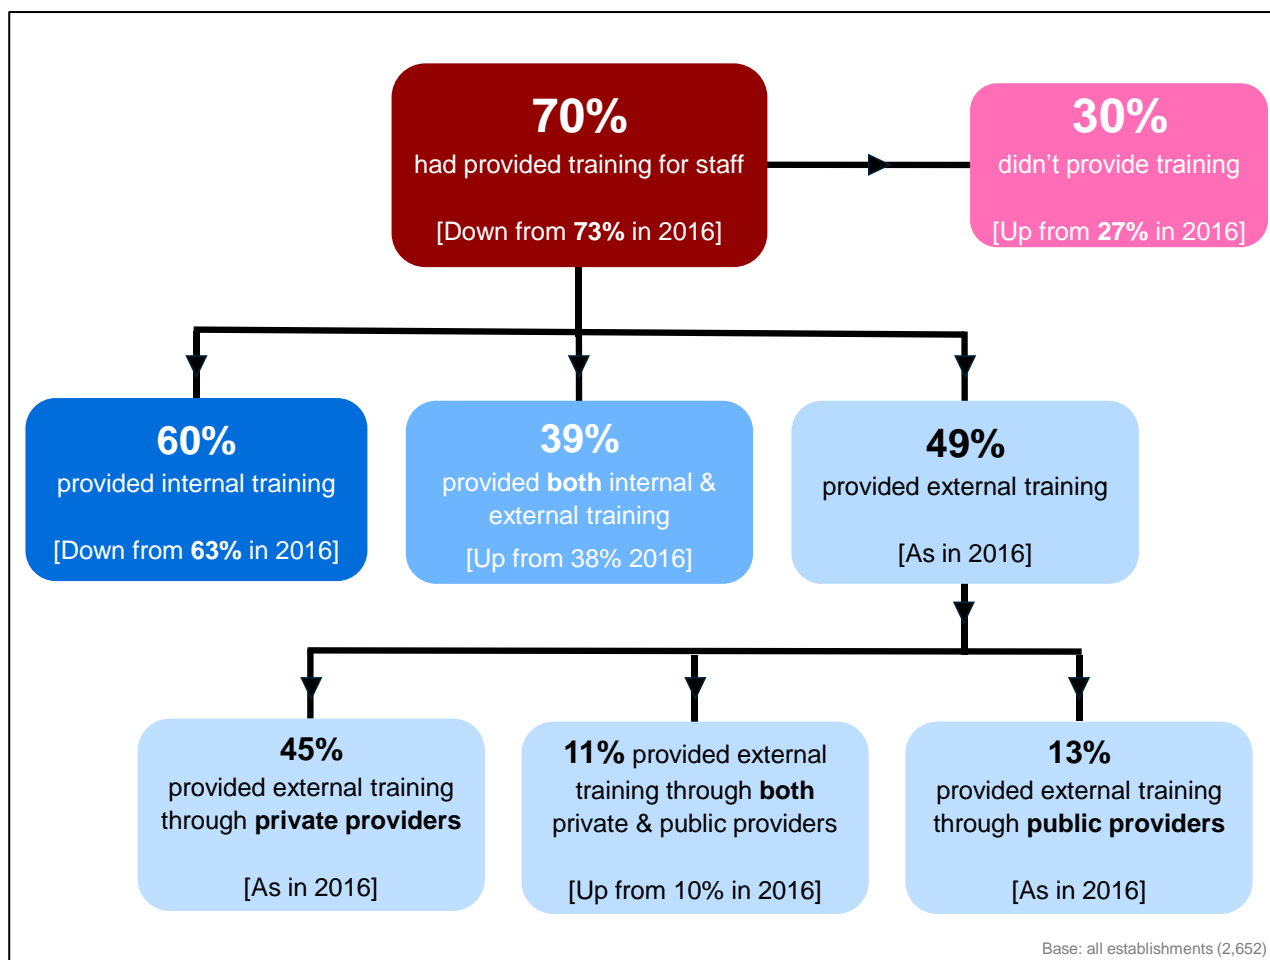 70%
had provided training for staff
[Down from 73% in 2016]
30%
didn’t provide training
[Up from 27% in 2016]
60%
provided internal training
[Down from 63% in 2016]
39%
provided both internal &
external training
[Up from 38% 2016]
49%
provided external training
[As in 2016]
45%
provided external training
through private providers
[As in 2016]
11% provided external
training through both
private & public providers
[Up from 10% in 2016]
13%
provided external training
through public providers
[As in 2016]
Base: all establishments (2,652)